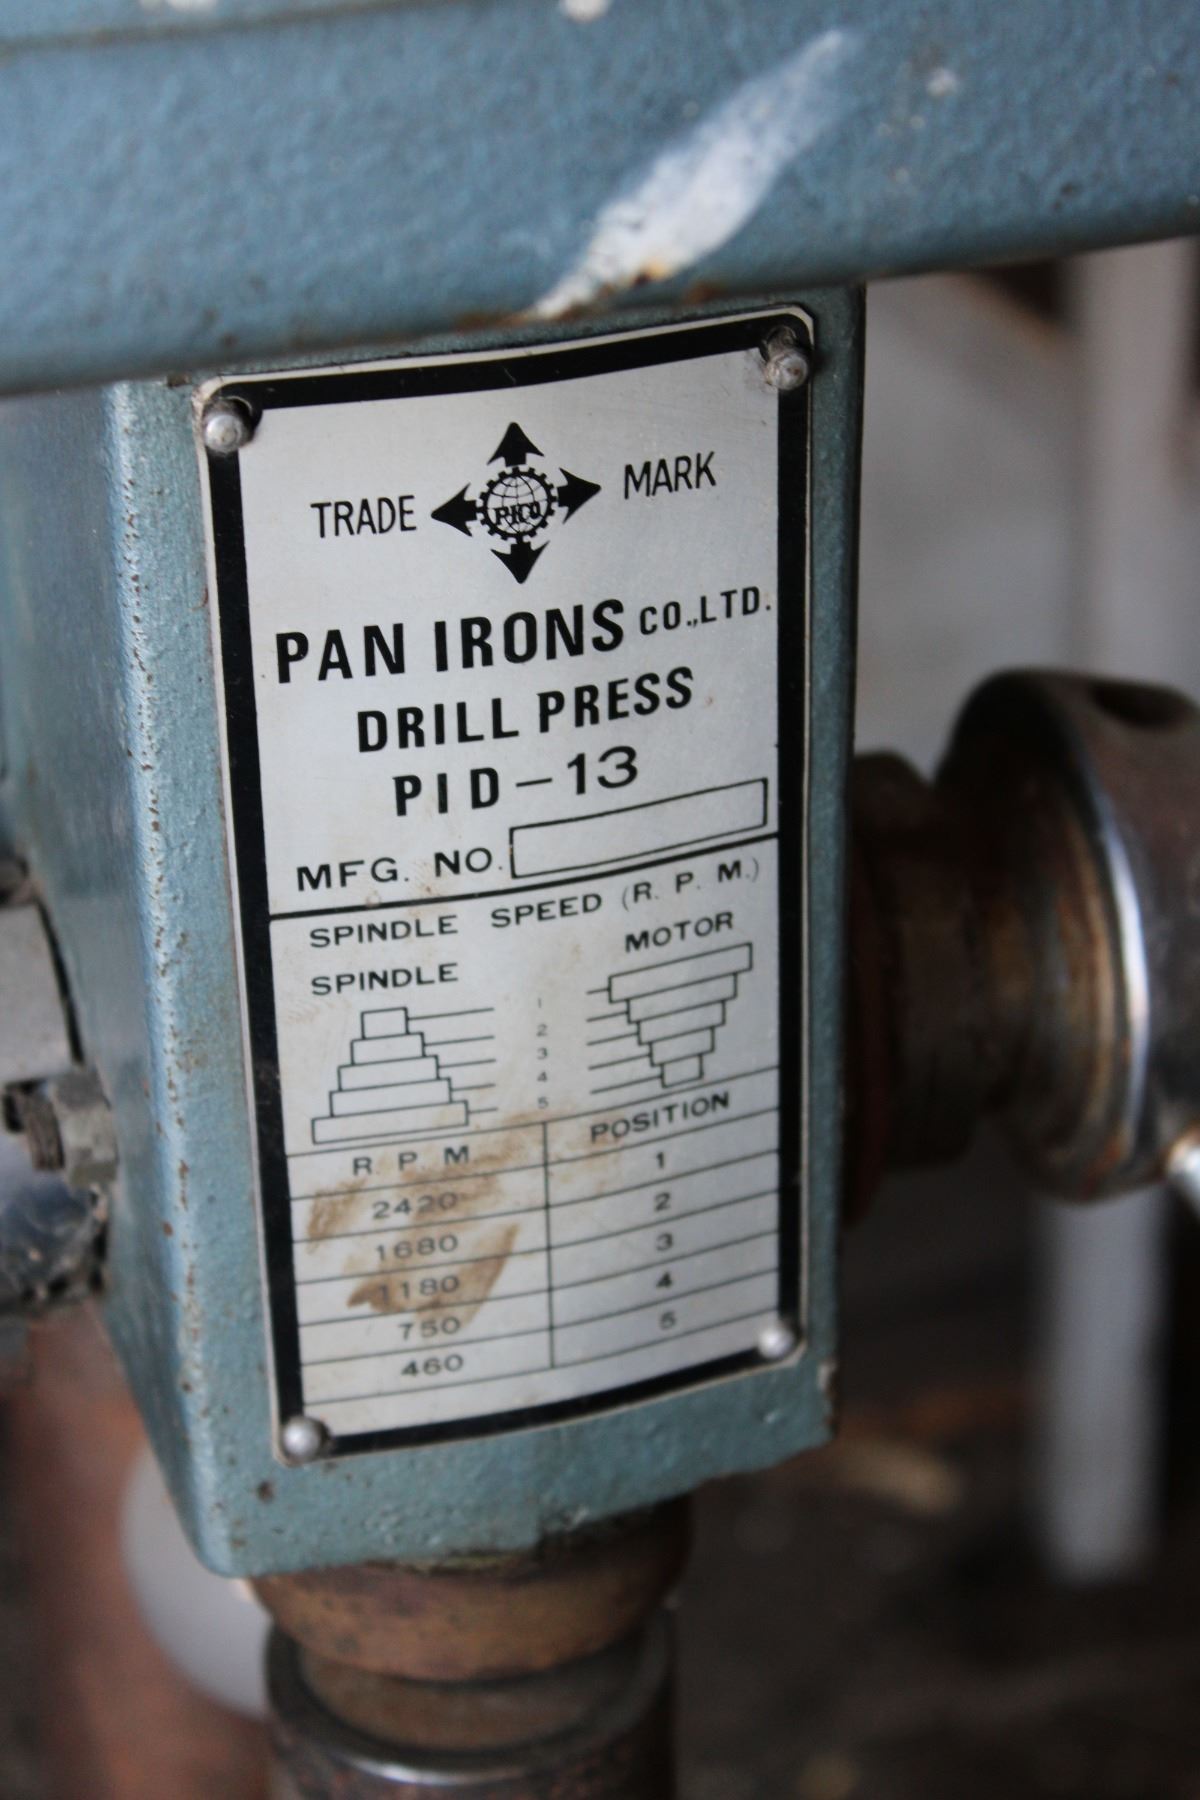 TRADE PICO MARK
PAN IRONS CO.,LTD.
DRILL PRESS
PID-13
MFG. NO.
SPINDLE SPEED (R. P. M.)
SPINDLE MOTOR
1
2
3
4
5
R. P. M. POSITION
2420 1
1680 2
1180 3
750 4
460 5